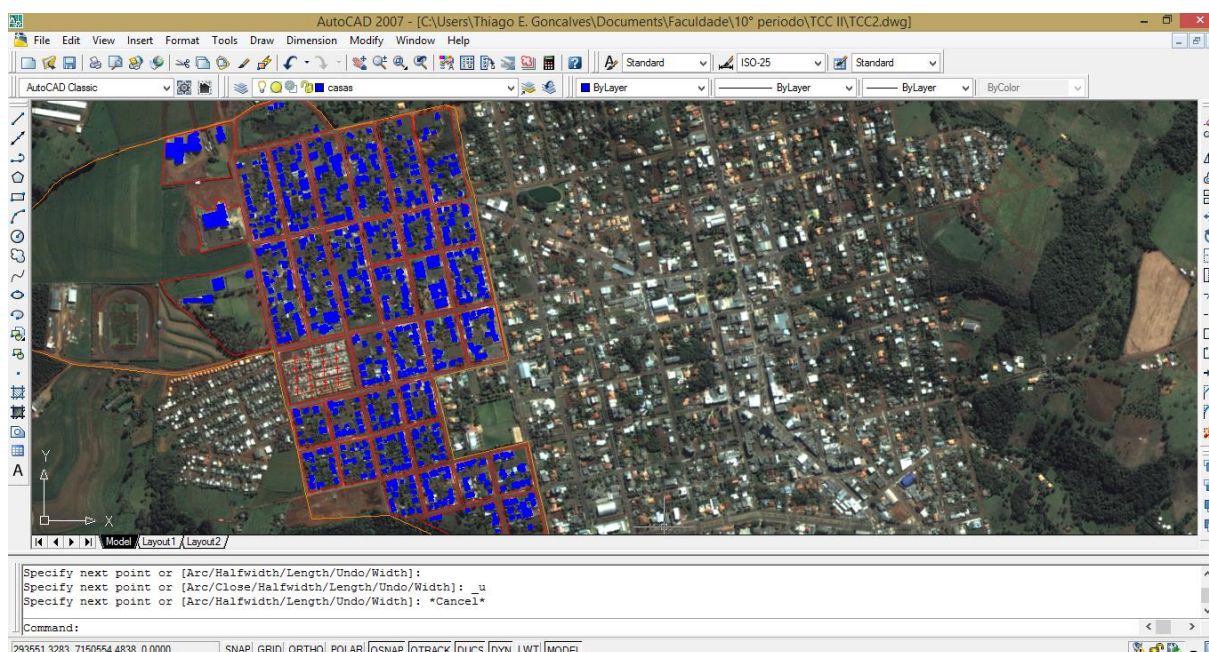 AutoCAD 2007 - [C:\Users\Thiago E. Goncalves\Documents\Faculdade\10° periodo\TCC II\TCC2.dwg]
File Edit View Insert Format Tools Draw Dimension Modify Window Help
Standard ISO-25 Standard
AutoCAD Classic casas ByLayer ByLayer ByLayer ByColor
Y
X
A
Model Layout1 Layout2
Specify next point or [Arc/Halfwidth/Length/Undo/Width]:
Specify next point or [Arc/Close/Halfwidth/Length/Undo/Width]: _u
Specify next point or [Arc/Halfwidth/Length/Undo/Width]: *Cancel*
Command:
293551.3283, 7150554.4838, 0.0000 SNAP GRID ORTHO POLAR OSNAP OTRACK DUCS DYN LWT MODEL